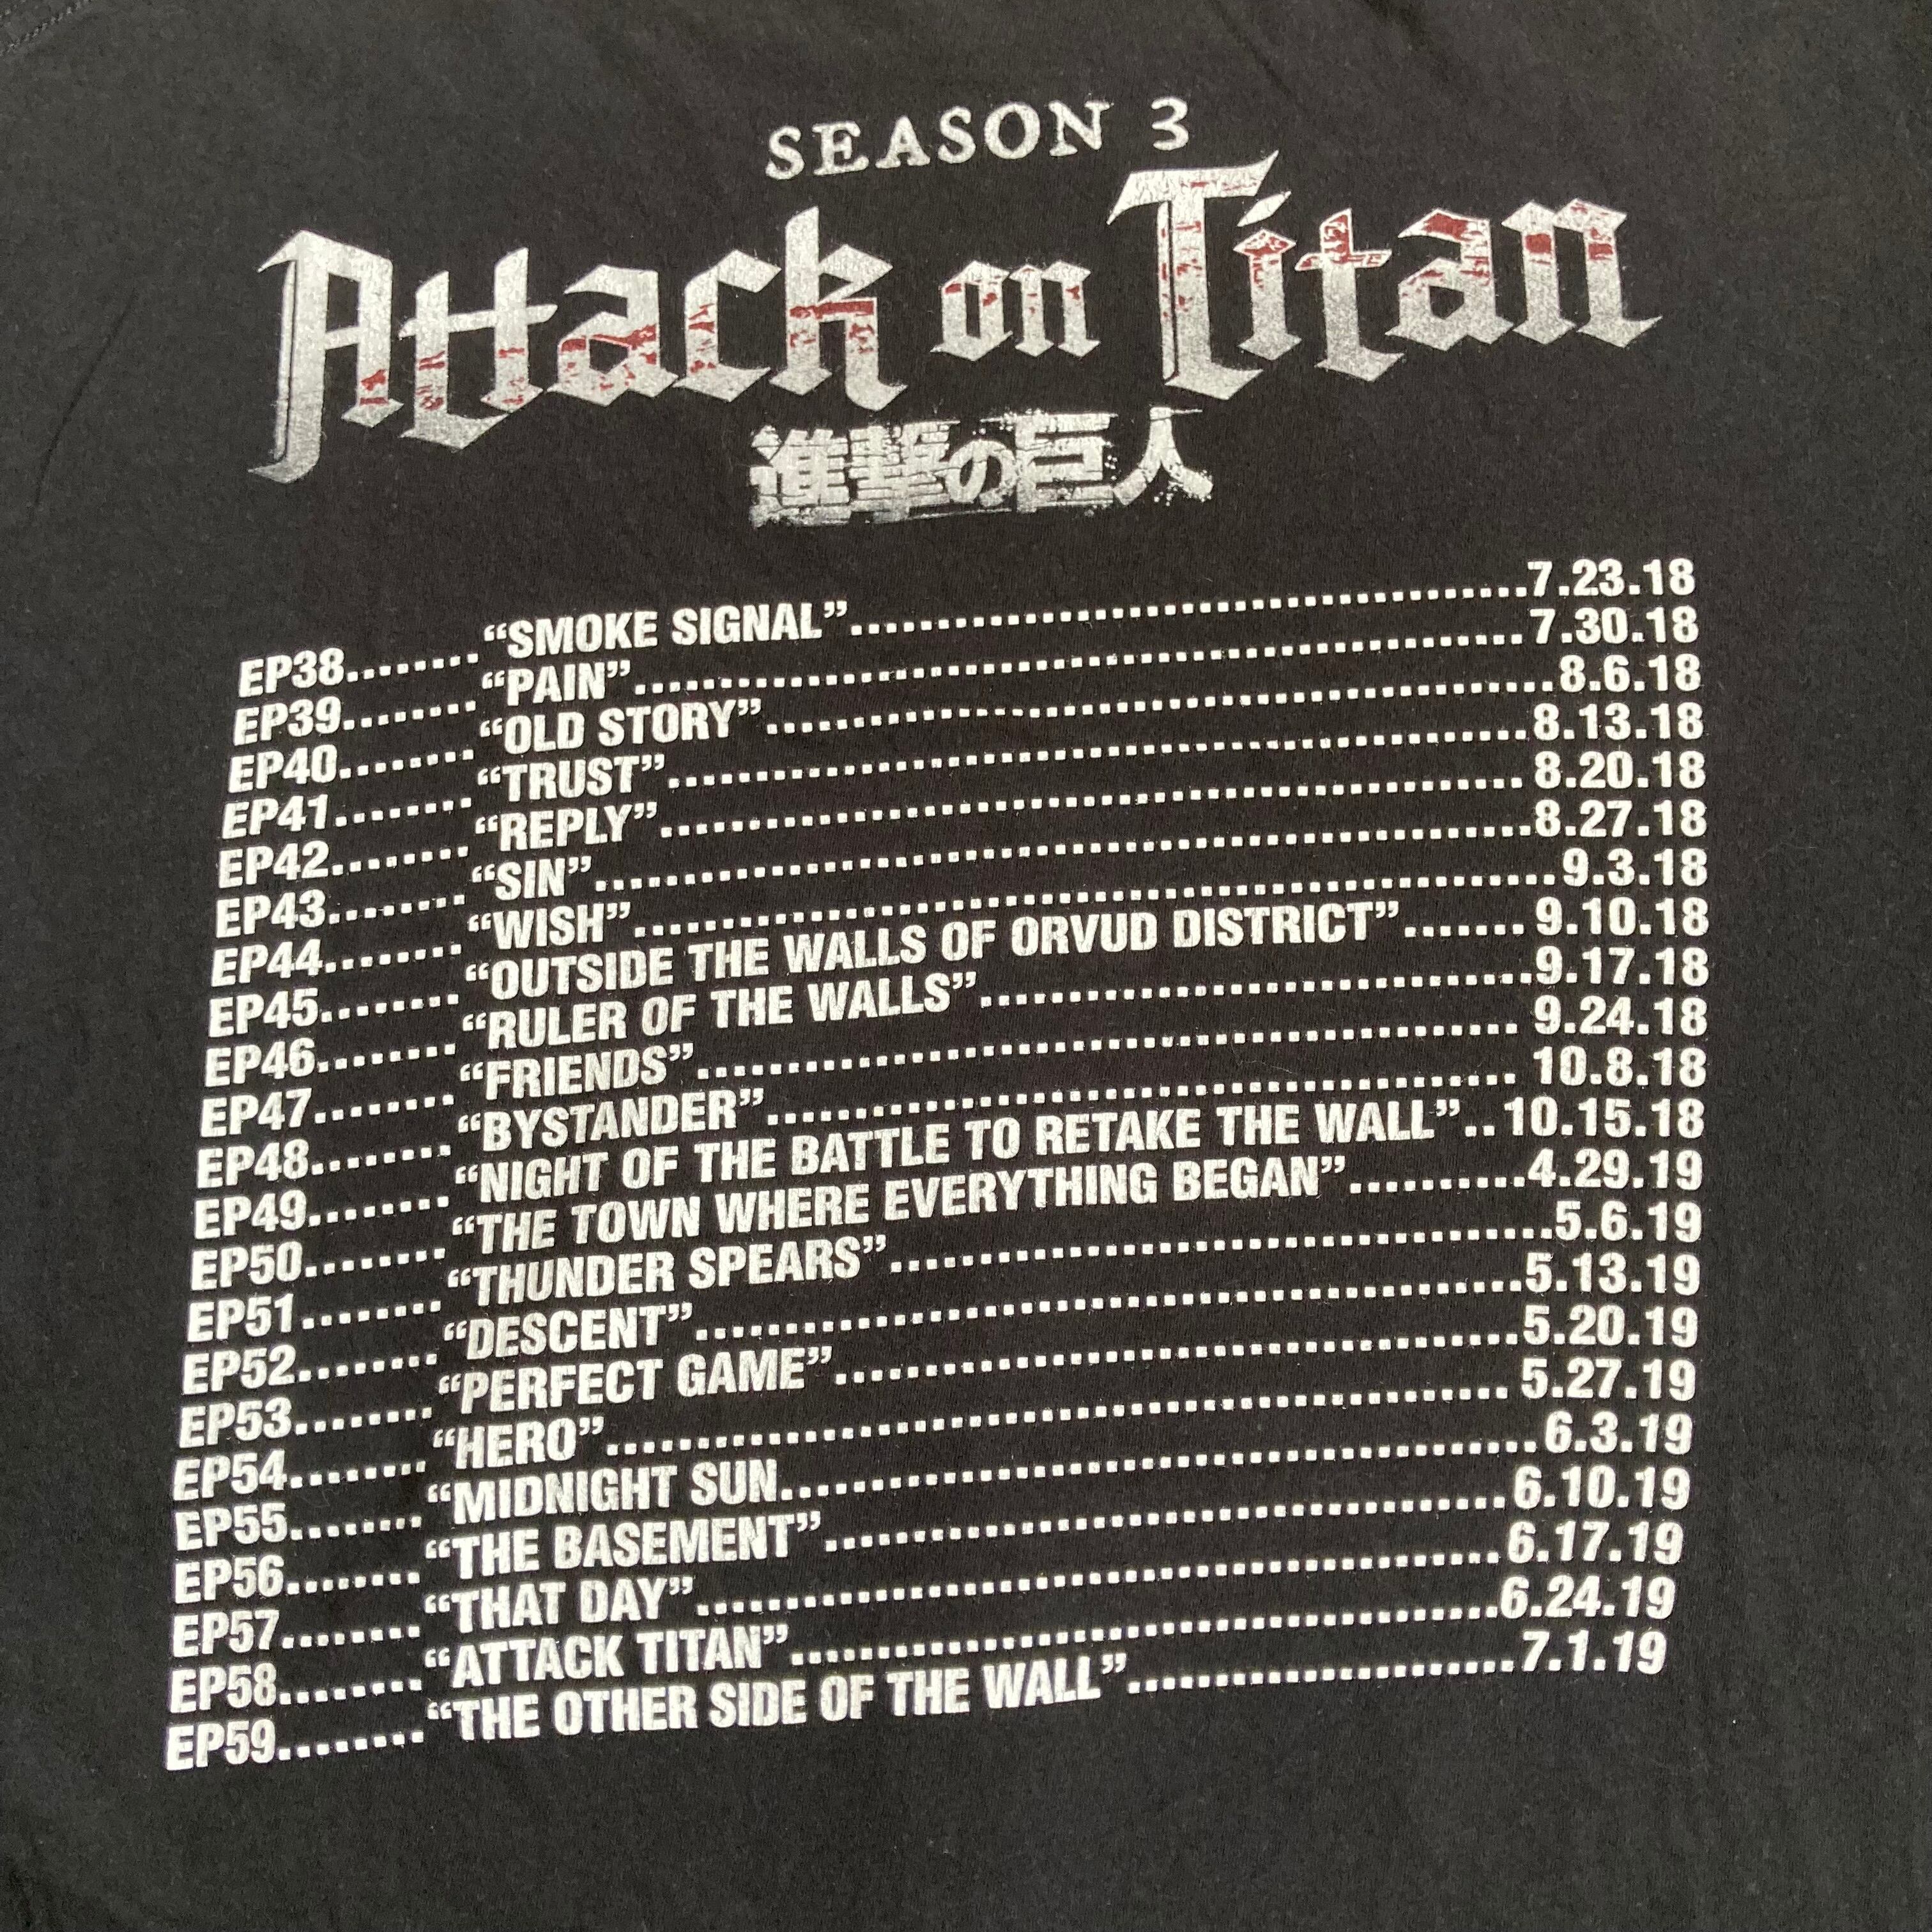 SEASON 3
Attack on Titan
進撃の巨人
EP38........“SMOKE SIGNAL”........................................7.23.18
EP39........“PAIN”........................................7.30.18
EP40........“OLD STORY”........................................8.6.18
EP41........“TRUST”........................................8.13.18
EP42........“REPLY”........................................8.20.18
EP43........“SIN”........................................8.27.18
EP44........“WISH”........................................9.3.18
EP45........“OUTSIDE THE WALLS OF ORVUD DISTRICT”.......9.10.18
EP46........“RULER OF THE WALLS”........................................9.17.18
EP47........“FRIENDS”........................................9.24.18
EP48........“BYSTANDER”........................................10.8.18
EP49........“NIGHT OF THE BATTLE TO RETAKE THE WALL”..10.15.18
EP50........“THE TOWN WHERE EVERYTHING BEGAN”..........4.29.19
EP51........“THUNDER SPEARS”........................................5.6.19
EP52........“DESCENT”........................................5.13.19
EP53........“PERFECT GAME”........................................5.20.19
EP54........“HERO”........................................5.27.19
EP55........“MIDNIGHT SUN........................................6.3.19
EP56........“THE BASEMENT”........................................6.10.19
EP57........“THAT DAY”........................................6.17.19
EP58........“ATTACK TITAN”........................................6.24.19
EP59........“THE OTHER SIDE OF THE WALL”......................7.1.19